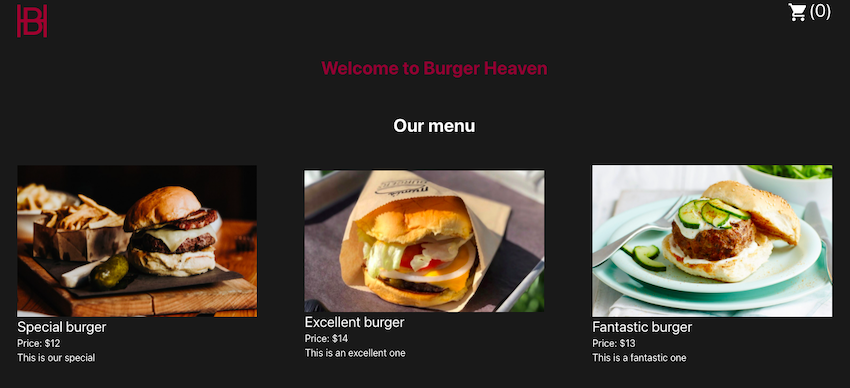 BH
(0)
Welcome to Burger Heaven
Our menu
Special burger
Price: $12
This is our special
Excellent burger
Price: $14
This is an excellent one
Fantastic burger
Price: $13
This is a fantastic one